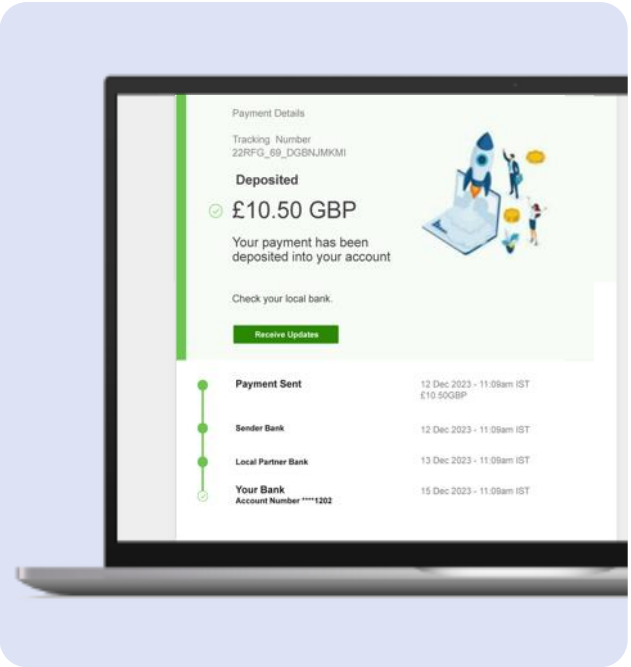 Payment Details
Tracking Number
22RFG_69_DGBNJMKMI
Deposited
£10.50 GBP
Your payment has been
deposited into your account
Check your local bank.
Receive Updates
Payment Sent
12 Dec 2023 - 11:09am IST
£10.50GBP
Sender Bank
12 Dec 2023 - 11:09am IST
Local Partner Bank
13 Dec 2023 - 11:09am IST
Your Bank
Account Number ****1202
15 Dec 2023 - 11:09am IST